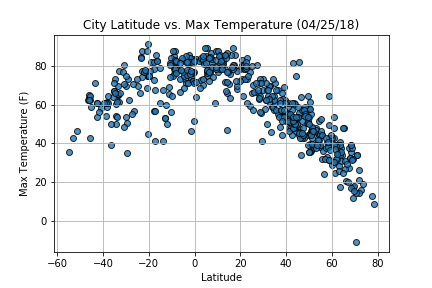 City Latitude vs. Max Temperature (04/25/18)
Max Temperature (F)
80
60
40
20
0
−60 −40 −20 0 20 40 60 80
Latitude